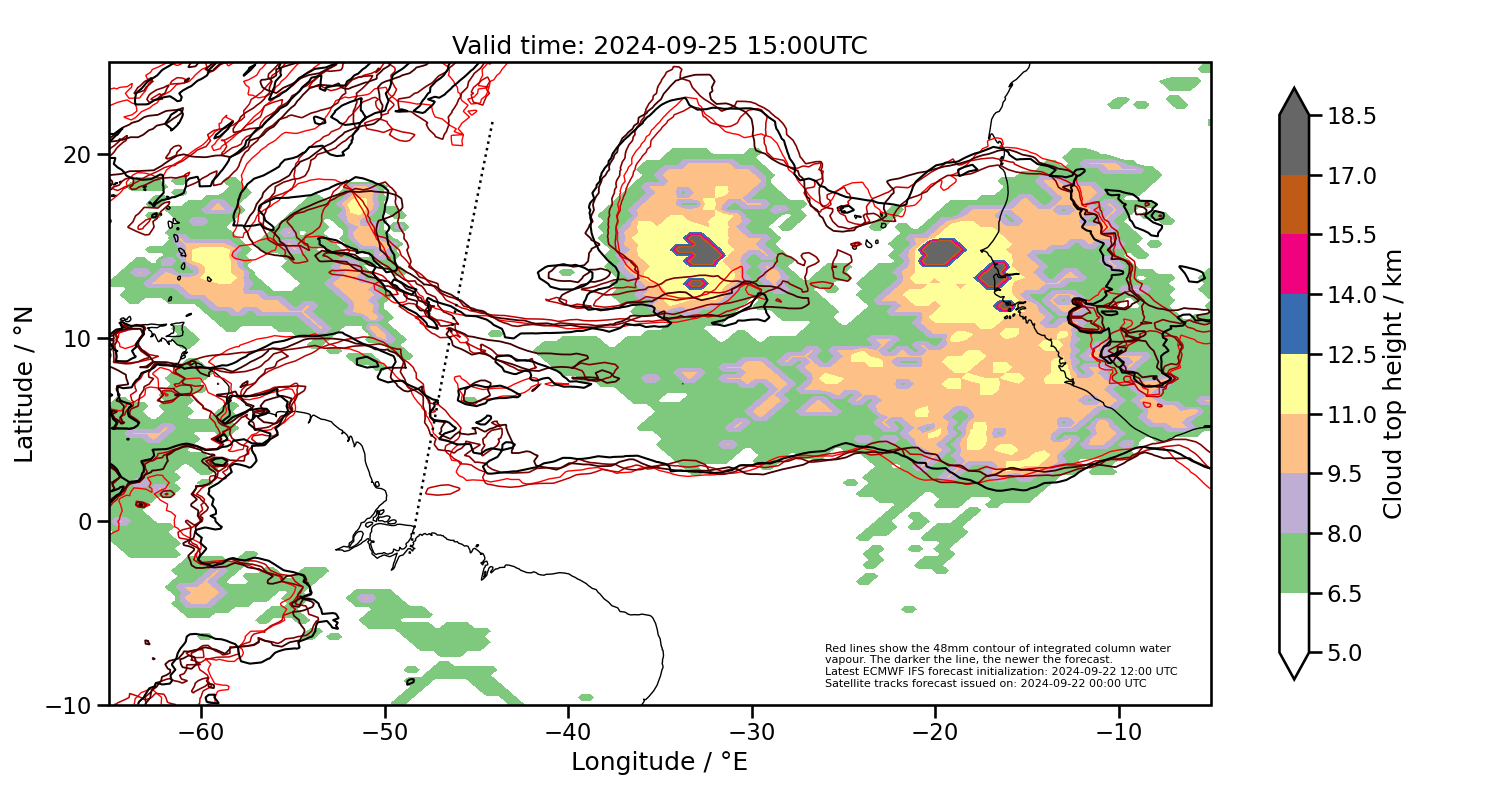 Valid time: 2024-09-25 15:00UTC
20
10
0
−10
Latitude / °N
−60
−50
−40
−30
−20
−10
Longitude / °E
18.5
17.0
15.5
14.0
12.5
11.0
9.5
8.0
6.5
5.0
Cloud top height / km
Red lines show the 48mm contour of integrated column water
vapour. The darker the line, the newer the forecast.
Latest ECMWF IFS forecast initialization: 2024-09-22 12:00 UTC
Satellite tracks forecast issued on: 2024-09-22 00:00 UTC